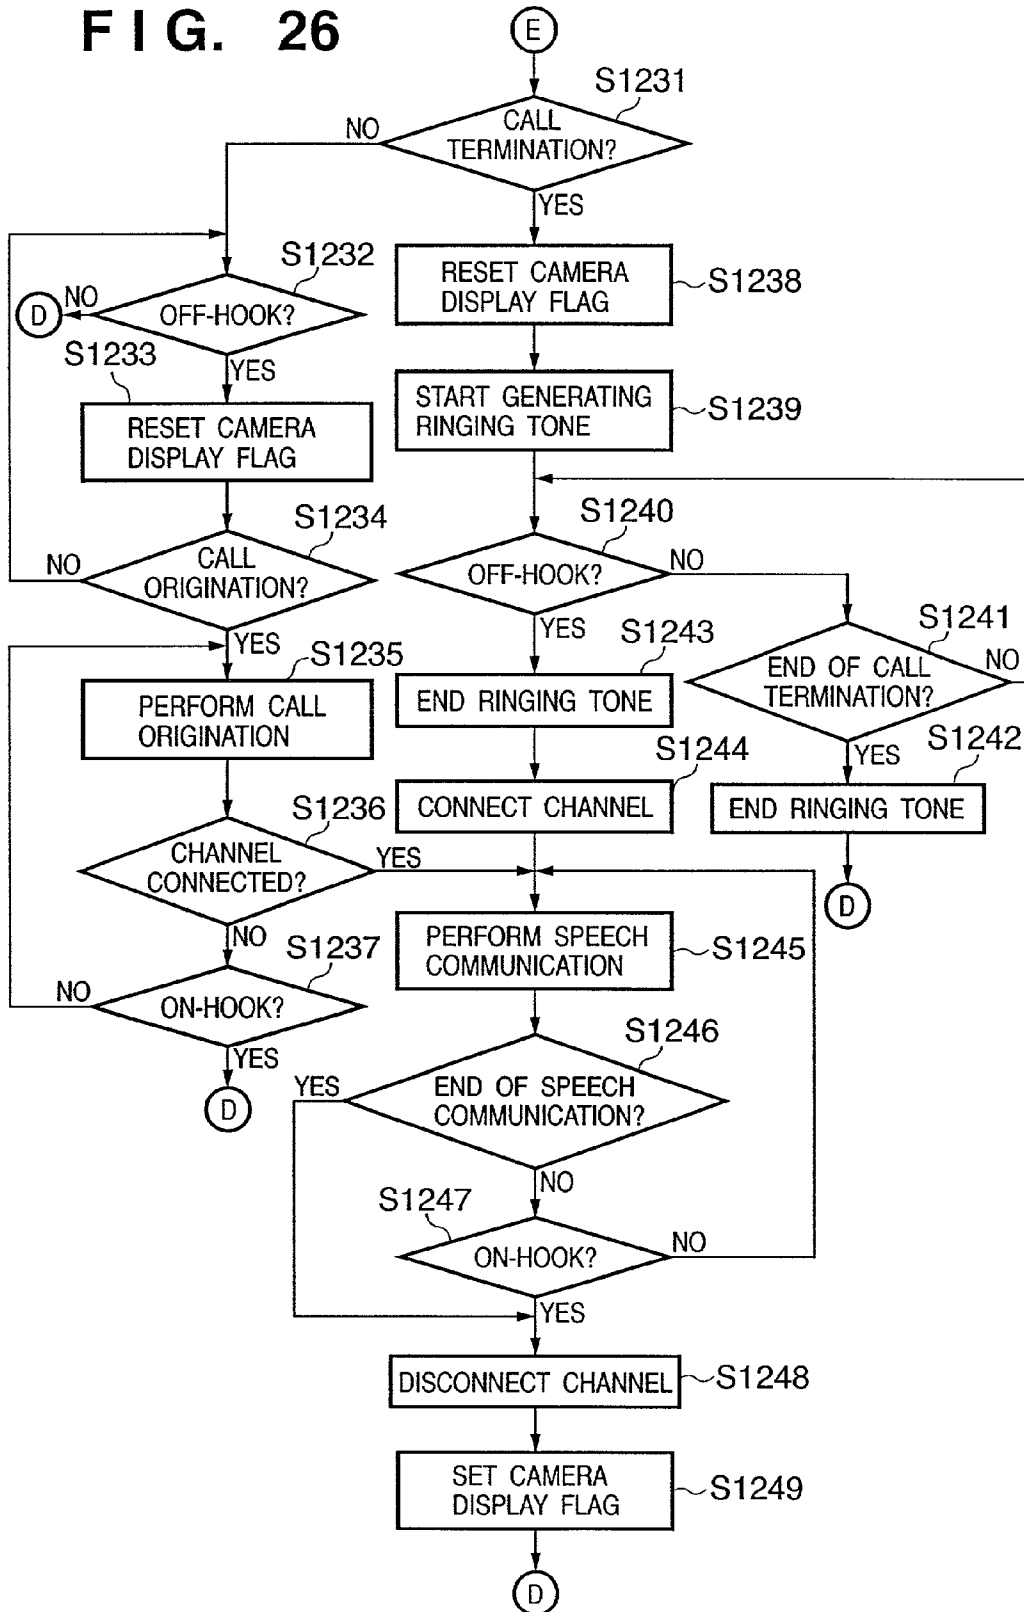 FIG. 26
E
S1231
CALL
TERMINATION?
NO
YES
S1232
OFF-HOOK?
NO
D
YES
S1233
RESET CAMERA
DISPLAY FLAG
S1234
CALL
ORIGINATION?
NO
YES
S1235
PERFORM CALL
ORIGINATION
S1236
CHANNEL
CONNECTED?
YES
NO
S1237
ON-HOOK?
NO
YES
D
RESET CAMERA
DISPLAY FLAG
S1238
START GENERATING
RINGING TONE
S1239
S1240
OFF-HOOK?
NO
YES
S1241
END OF CALL
TERMINATION?
NO
YES
S1242
END RINGING TONE
D
S1243
END RINGING TONE
S1244
CONNECT CHANNEL
PERFORM SPEECH
COMMUNICATION
S1245
S1246
END OF SPEECH
COMMUNICATION?
YES
NO
S1247
ON-HOOK?
NO
YES
DISCONNECT CHANNEL
S1248
SET CAMERA
DISPLAY FLAG
S1249
D